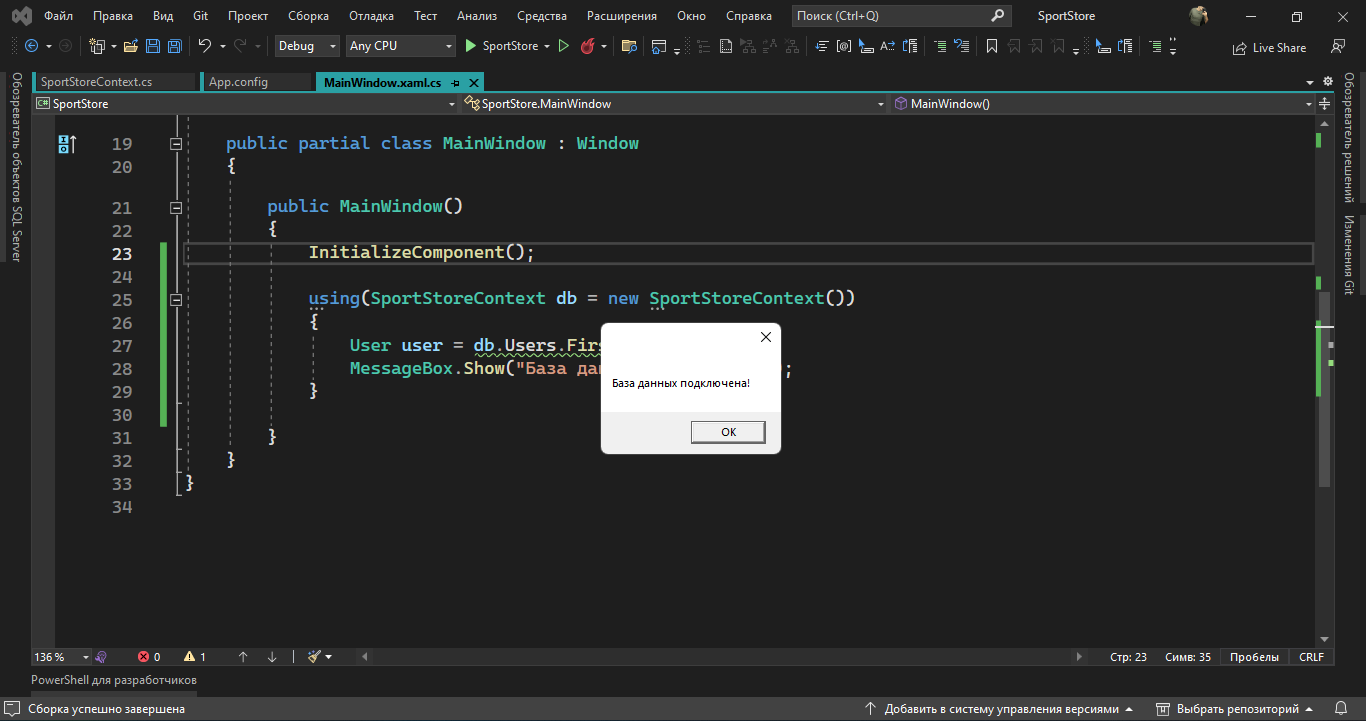 Файл Правка Вид Git Проект Сборка Отладка Тест Анализ Средства Расширения Окно Справка Поиск (Ctrl+Q) SportStore
Debug Any CPU SportStore Live Share
SportStoreContext.cs App.config MainWindow.xaml.cs
SportStore SportStore.MainWindow MainWindow()
Обозреватель объектов SQL Server
Обозреватель решений
Изменения Git
19 public partial class MainWindow : Window
20 {
21 public MainWindow()
22 {
23 InitializeComponent();
24
25 using(SportStoreContext db = new SportStoreContext())
26 {
27 User user = db.Users.Firs
28 MessageBox.Show("База дан ;
29 }
30
31 }
32 }
33 }
34
База данных подключена!
OK
136 % 0 1 Стр: 23 Симв: 35 Пробелы CRLF
PowerShell для разработчиков
Сборка успешно завершена Добавить в систему управления версиями Выбрать репозиторий